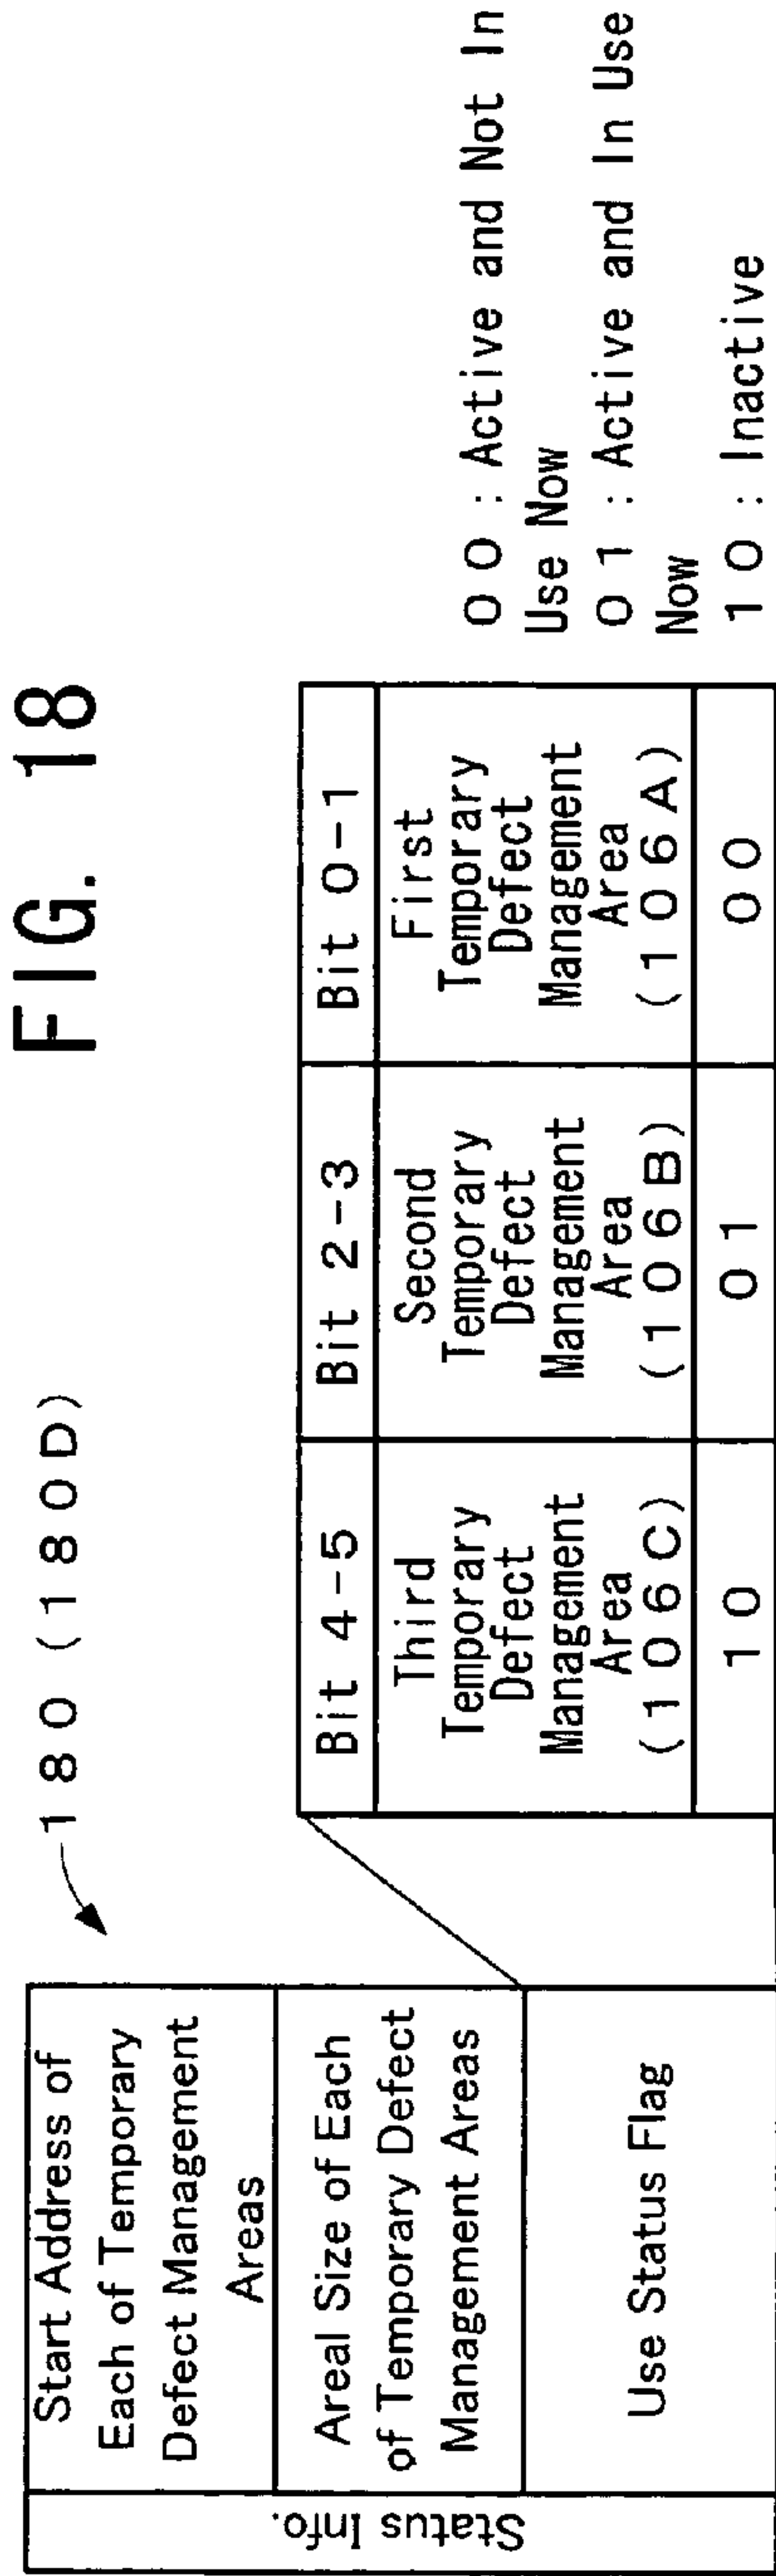 FIG. 18
180 (180D)
Status Info.
Start Address of
Each of Temporary
Defect Management
Areas
Areal Size of Each
of Temporary Defect
Management Areas
Use Status Flag
Bit 4-5
Bit 2-3
Bit 0-1
Third
Temporary
Defect
Management
Area
(106C)
Second
Temporary
Defect
Management
Area
(106B)
First
Temporary
Defect
Management
Area
(106A)
10
01
00
00 : Active and Not In
Use Now
01 : Active and In Use
Now
10 : Inactive